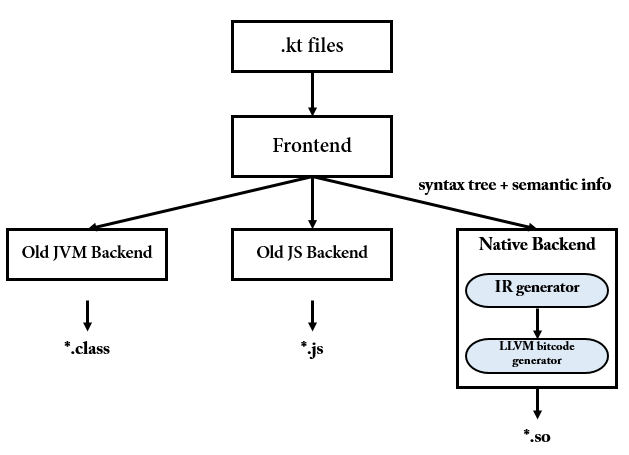 .kt files
Frontend
syntax tree + semantic info
Old JVM Backend
Old JS Backend
Native Backend
IR generator
LLVM bitcode
generator
*.class
*.js
*.so